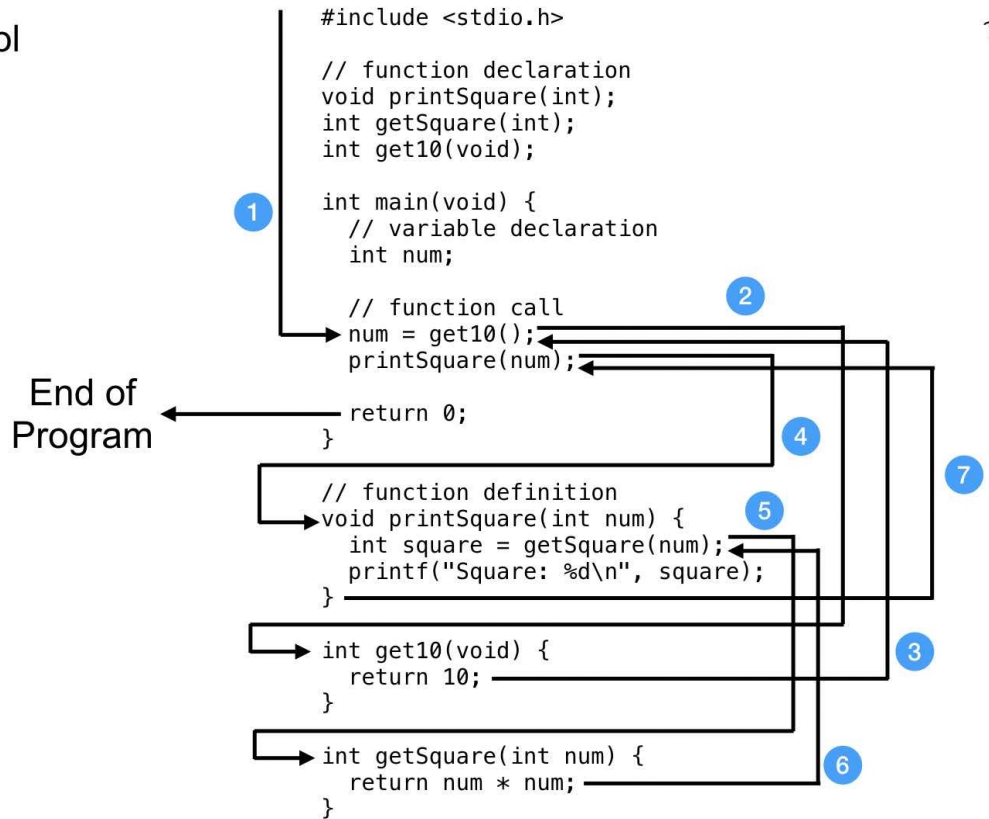 #include <stdio.h>
ol
// function declaration
void printSquare(int);
int getSquare(int);
int get10(void);
int main(void) {
1
// variable declaration
int num;
2
// function call
num = get10();
printSquare(num);
End of
Program
return 0;
}
4
7
// function definition
5
void printSquare(int num) {
int square = getSquare(num);
printf("Square: %d\n", square);
}
int get10(void) {
3
return 10;
}
int getSquare(int num) {
6
return num * num;
}